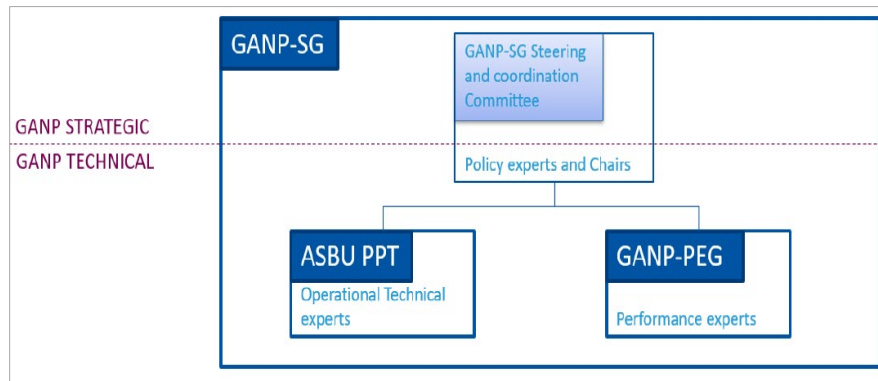 GANP-SG
GANP-SG Steering
and coordination
Committee
GANP STRATEGIC
GANP TECHNICAL
Policy experts and Chairs
ASBU PPT
Operational Technical
experts
GANP-PEG
Performance experts